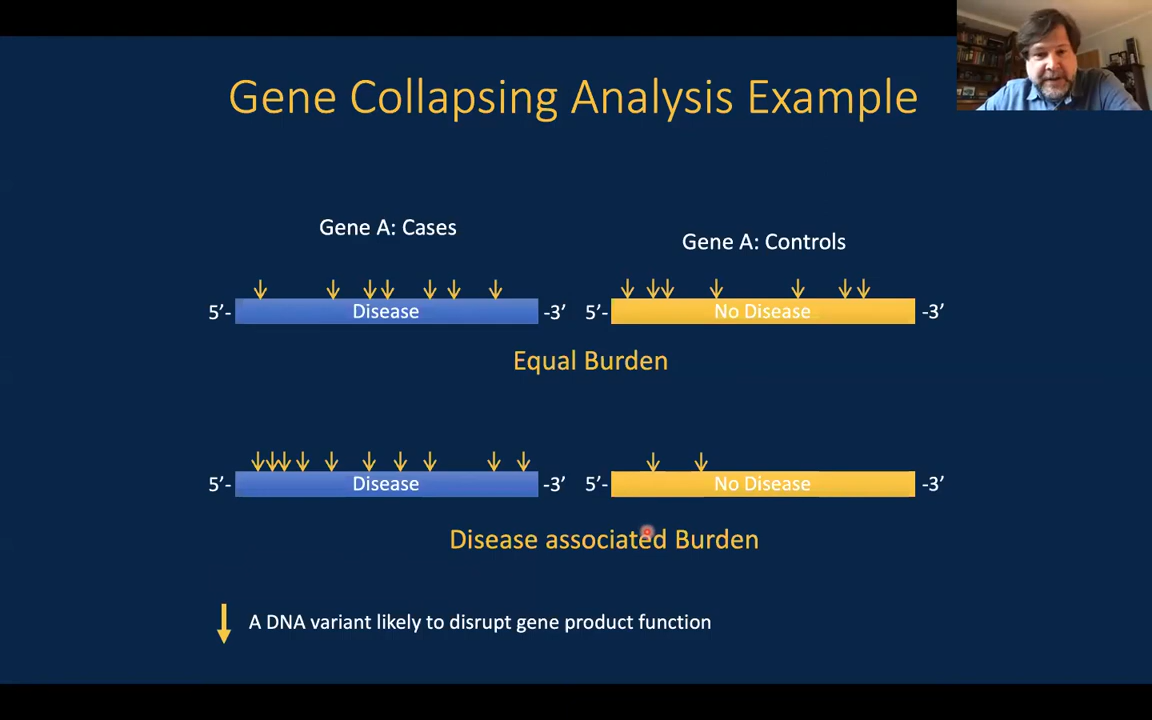 Gene Collapsing Analysis Example
Gene A: Cases
Gene A: Controls
5’- Disease -3’ 5’- No Disease -3’
Equal Burden
5’- Disease -3’ 5’- No Disease -3’
Disease associated Burden
A DNA variant likely to disrupt gene product function